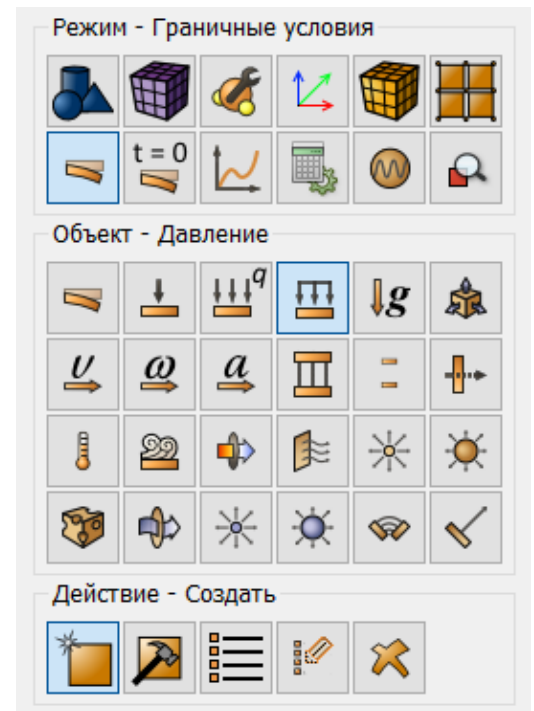 Режим - Граничные условия
t = 0
Объект - Давление
q
g
v
ω
a
Действие - Создать